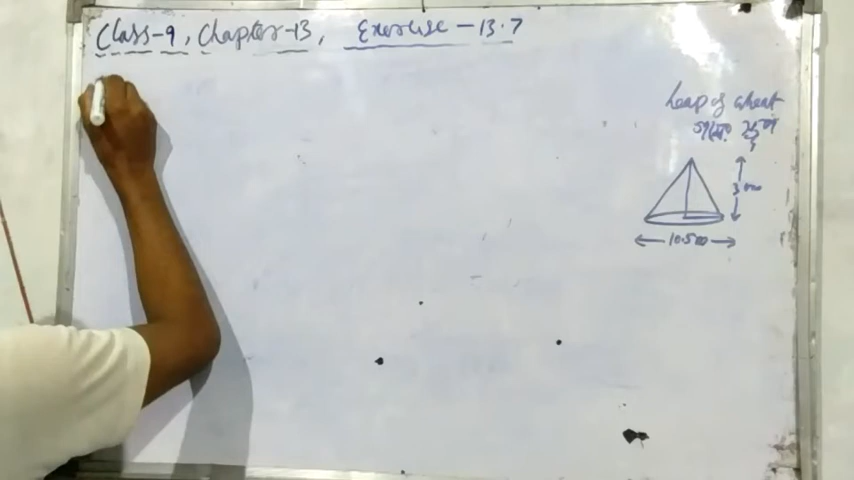 Class-9, Chapter-13, Exercise-13.7
heap of wheat
3m
10.5m